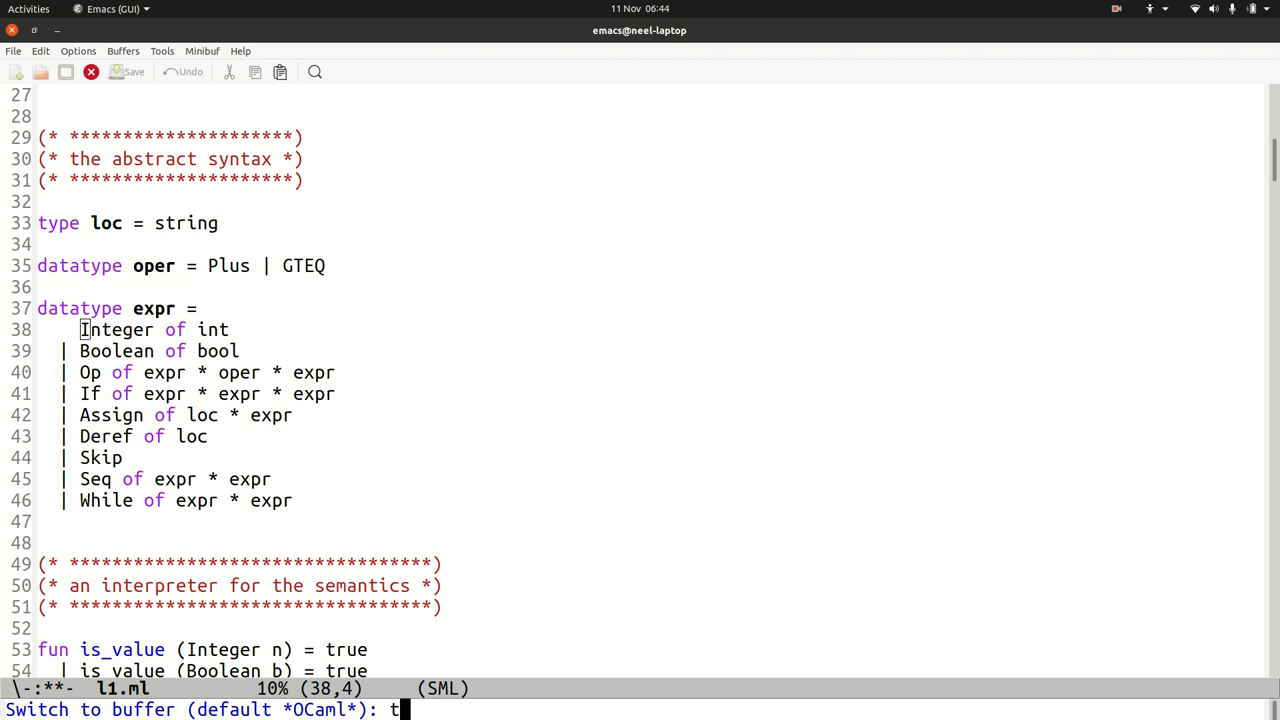 Activities Emacs (GUI) 11 Nov 06:44
emacs@neel-laptop
File Edit Options Buffers Tools Minibuf Help
Save Undo
27
28
29 (* *********************)
30 (* the abstract syntax *)
31 (* *********************)
32
33 type loc = string
34
35 datatype oper = Plus | GTEQ
36
37 datatype expr =
38     Integer of int
39   | Boolean of bool
40   | Op of expr * oper * expr
41   | If of expr * expr * expr
42   | Assign of loc * expr
43   | Deref of loc
44   | Skip
45   | Seq of expr * expr
46   | While of expr * expr
47
48
49 (* **********************************)
50 (* an interpreter for the semantics *)
51 (* **********************************)
52
53 fun is_value (Integer n) = true
54   | is_value (Boolean b) = true
\-:**-  l1.ml          10% (38,4)     (SML)
Switch to buffer (default *OCaml*): t